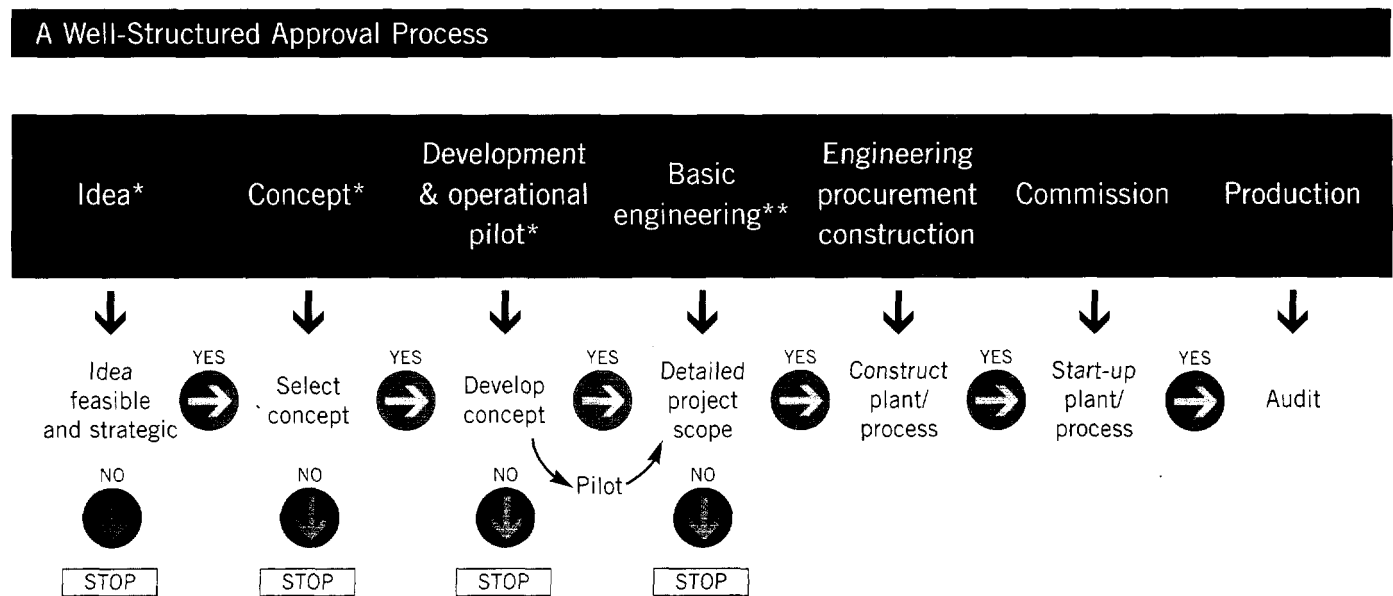 A Well-Structured Approval Process
Idea*
Concept*
Development
& operational
pilot*
Basic
engineering**
Engineering
procurement
construction
Commission
Production
Idea
feasible
and strategic
YES
Select
concept
YES
Develop
concept
YES
Detailed
project
scope
YES
Construct
plant/
process
YES
Start-up
plant/
process
YES
Audit
Pilot
NO
NO
NO
NO
STOP
STOP
STOP
STOP